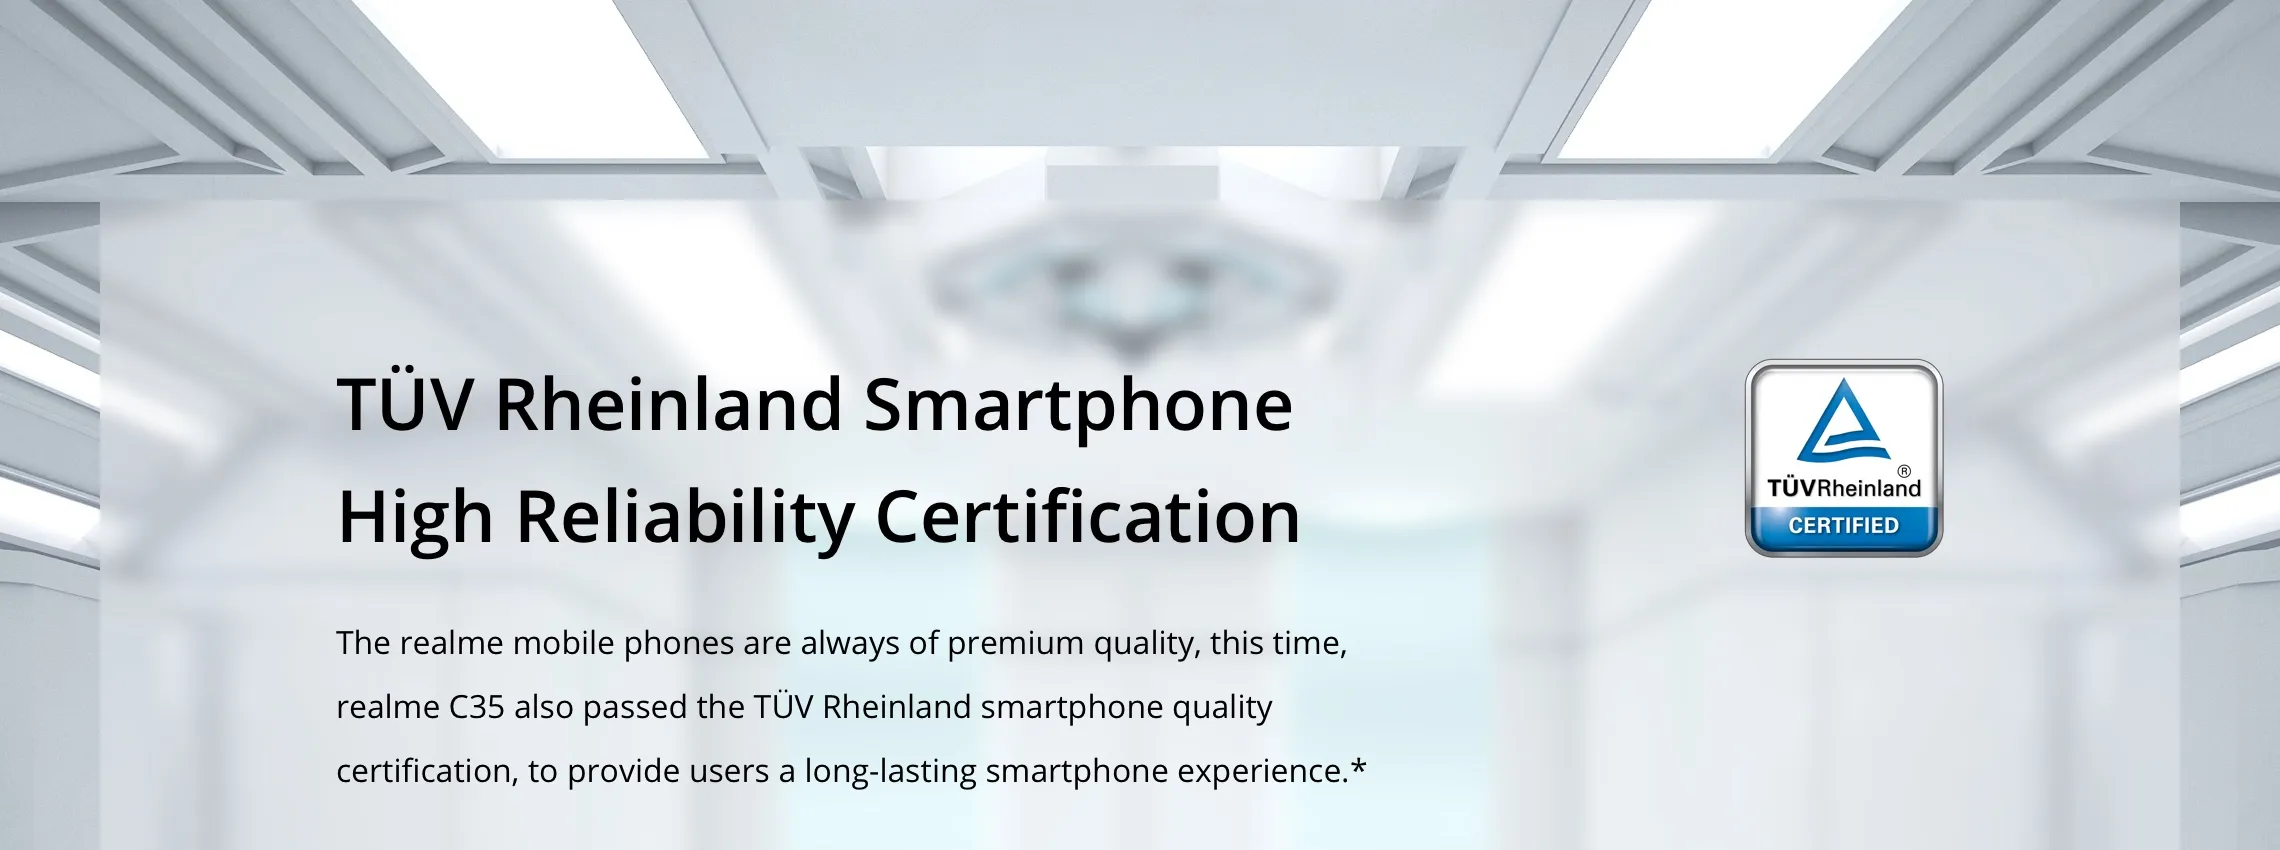 TÜV Rheinland Smartphone
High Reliability Certification
The realme mobile phones are always of premium quality, this time,
realme C35 also passed the TÜV Rheinland smartphone quality
certification, to provide users a long-lasting smartphone experience.*
®
TÜVRheinland
CERTIFIED